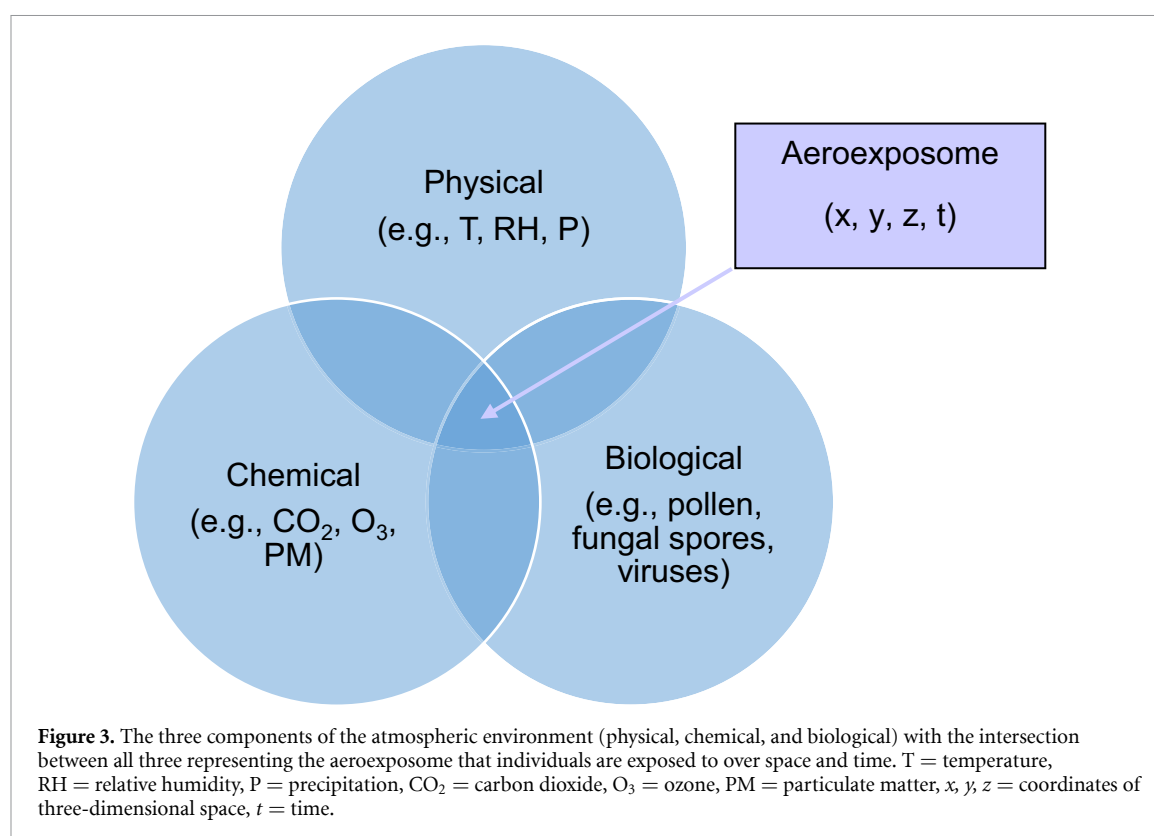 Physical
(e.g., T, RH, P)
Aeroexposome
(x, y, z, t)
Chemical
(e.g., CO₂, O₃,
PM)
Biological
(e.g., pollen,
fungal spores,
viruses)
Figure 3. The three components of the atmospheric environment (physical, chemical, and biological) with the intersection
between all three representing the aeroexposome that individuals are exposed to over space and time. T = temperature,
RH = relative humidity, P = precipitation, CO₂ = carbon dioxide, O₃ = ozone, PM = particulate matter, x, y, z = coordinates of
three-dimensional space, t = time.